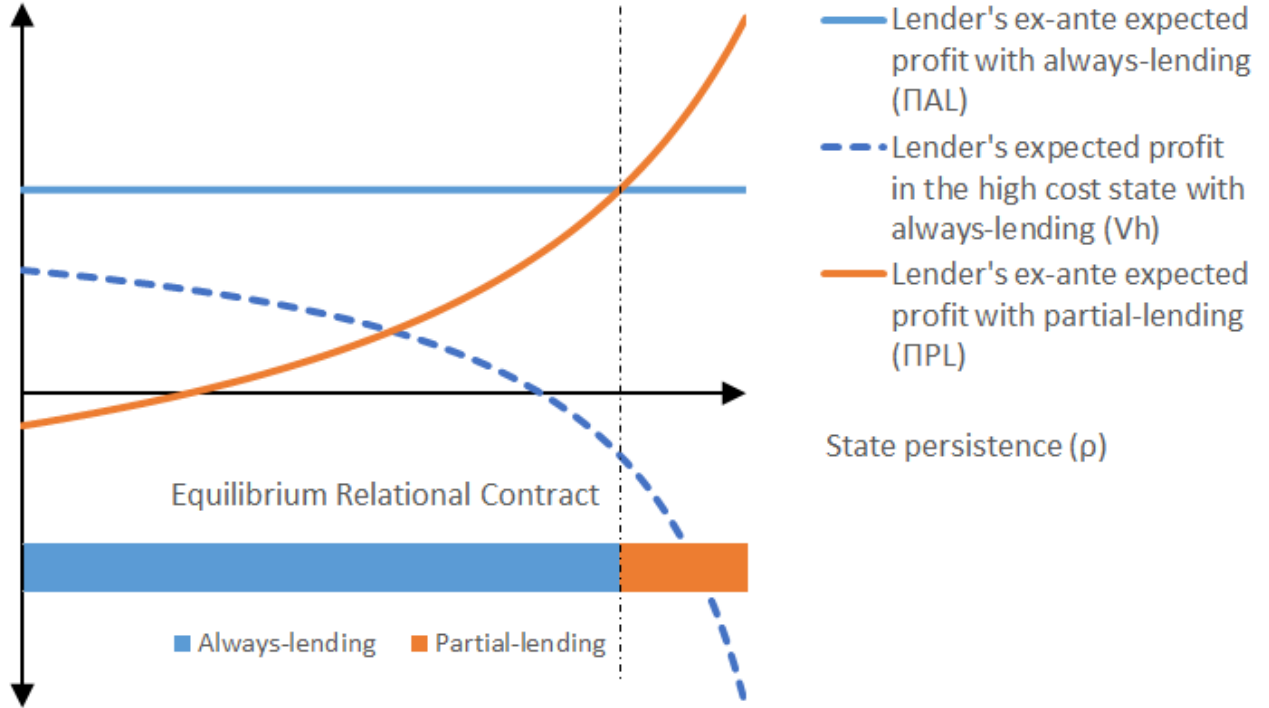 Lender's ex-ante expected
profit with always-lending
(ΠAL)
Lender's expected profit
in the high cost state with
always-lending (Vh)
Lender's ex-ante expected
profit with partial-lending
(ΠPL)
State persistence (ρ)
Equilibrium Relational Contract
Always-lending
Partial-lending